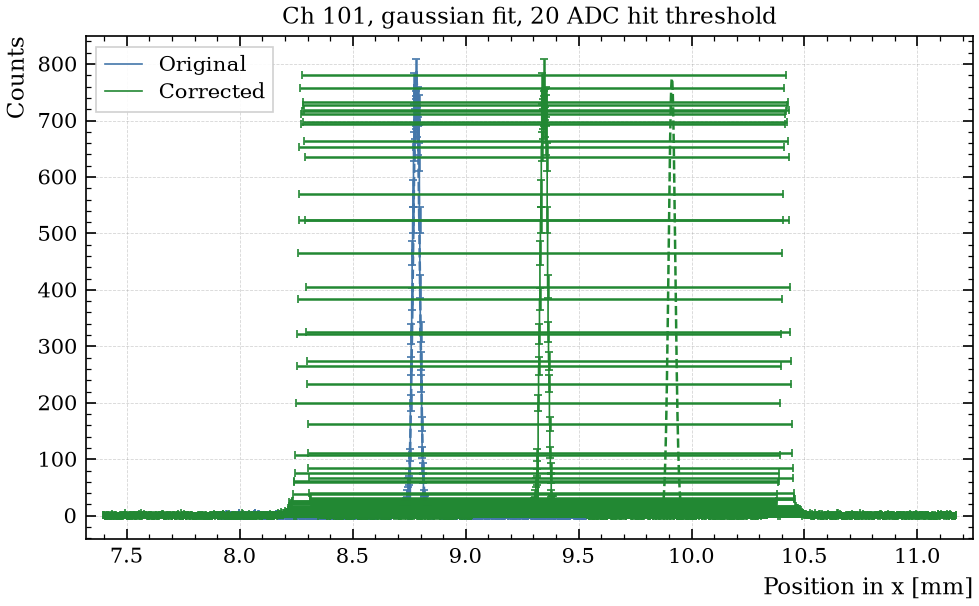 Ch 101, gaussian fit, 20 ADC hit threshold
Counts
Original
Corrected
800
700
600
500
400
300
200
100
0
7.5 8.0 8.5 9.0 9.5 10.0 10.5 11.0
Position in x [mm]